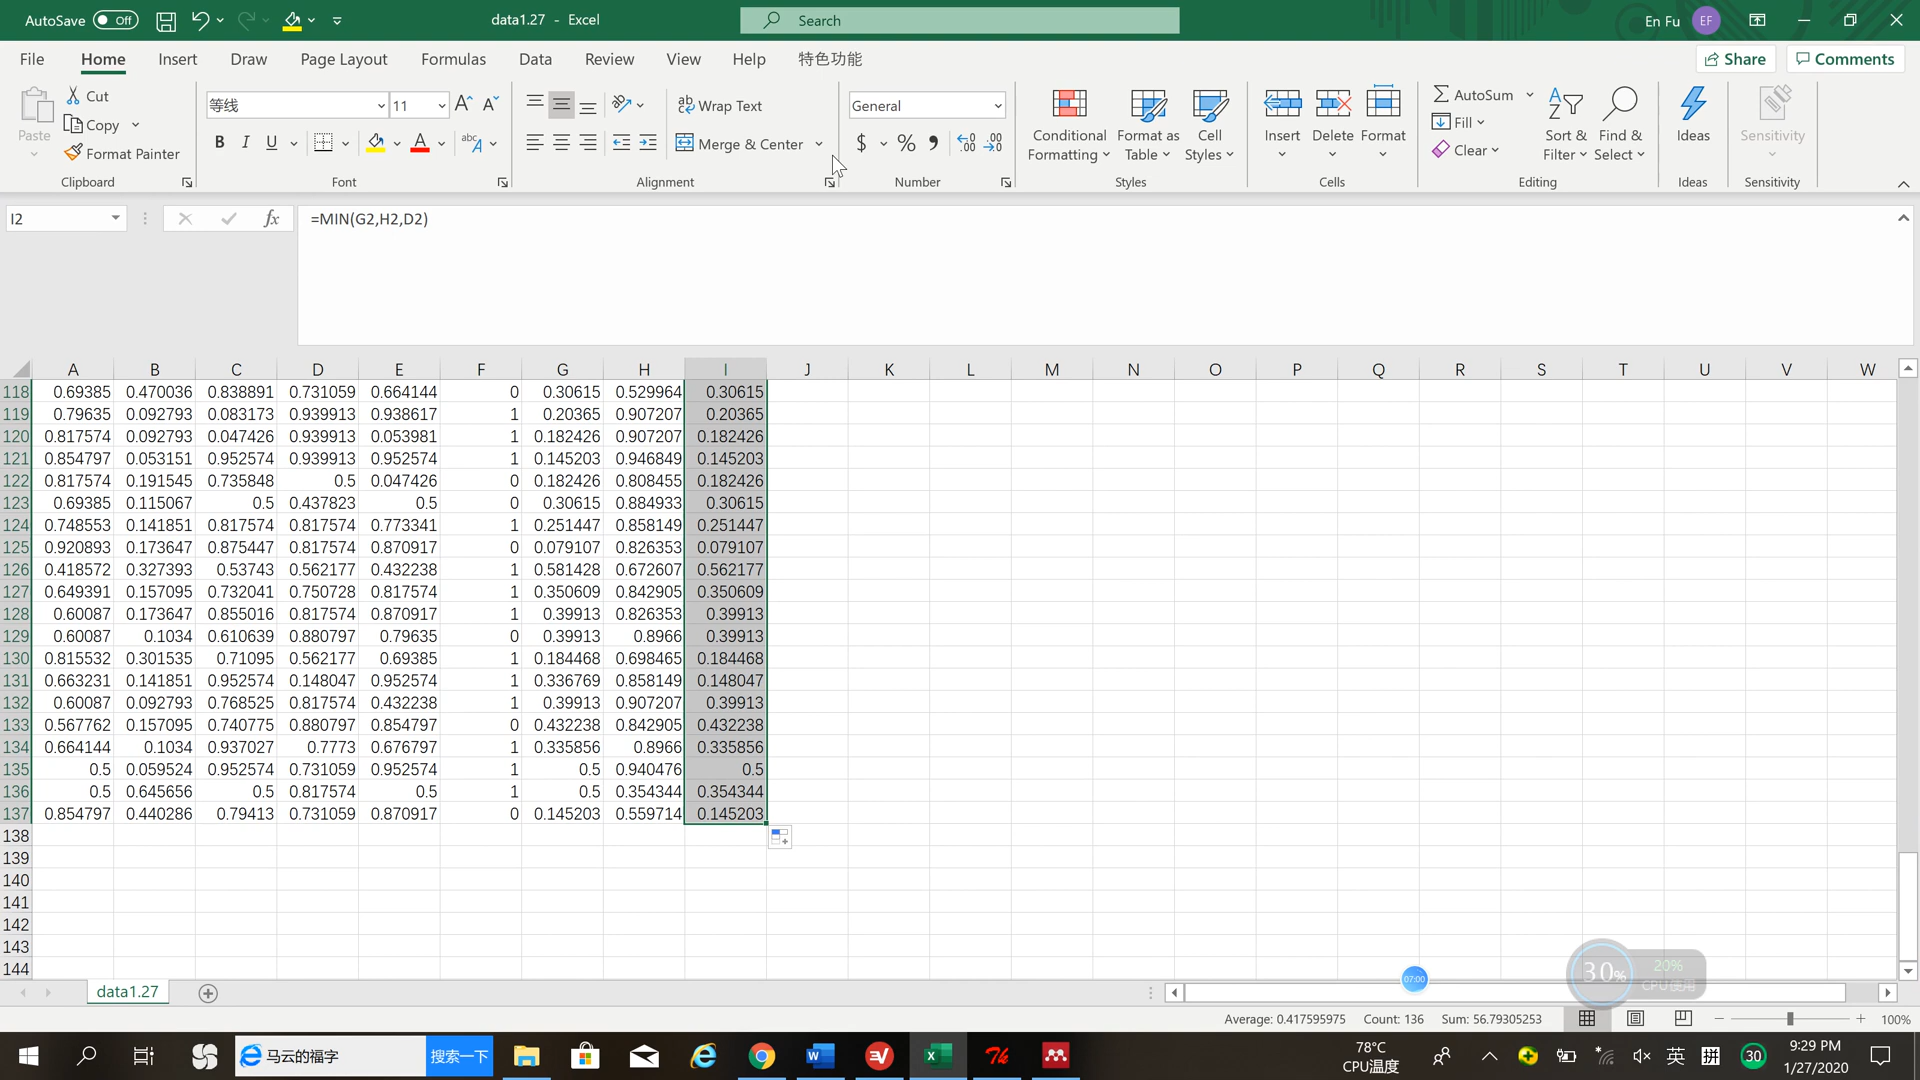 AutoSave Off data1.27 - Excel Search En Fu EF
File Home Insert Draw Page Layout Formulas Data Review View Help 特色功能 Share Comments
Paste Cut Copy Format Painter Clipboard
等线 11 B I U A abc A Font
ab Wrap Text Merge & Center Alignment
General $ % , Number
Conditional Formatting Format as Table Cell Styles Styles
Insert Delete Format Cells
AutoSum Fill Clear Sort & Filter Find & Select Editing
Ideas Ideas
Sensitivity Sensitivity
I2 fx =MIN(G2,H2,D2)
A B C D E F G H I J K L M N O P Q R S T U V W
118 0.69385 0.470036 0.838891 0.731059 0.664144 0 0.30615 0.529964 0.30615
119 0.79635 0.092793 0.083173 0.939913 0.938617 1 0.20365 0.907207 0.20365
120 0.817574 0.092793 0.047426 0.939913 0.053981 1 0.182426 0.907207 0.182426
121 0.854797 0.053151 0.952574 0.939913 0.952574 1 0.145203 0.946849 0.145203
122 0.817574 0.191545 0.735848 0.5 0.047426 0 0.182426 0.808455 0.182426
123 0.69385 0.115067 0.5 0.437823 0.5 0 0.30615 0.884933 0.30615
124 0.748553 0.141851 0.817574 0.817574 0.773341 1 0.251447 0.858149 0.251447
125 0.920893 0.173647 0.875447 0.817574 0.870917 0 0.079107 0.826353 0.079107
126 0.418572 0.327393 0.53743 0.562177 0.432238 1 0.581428 0.672607 0.562177
127 0.649391 0.157095 0.732041 0.750728 0.817574 1 0.350609 0.842905 0.350609
128 0.60087 0.173647 0.855016 0.817574 0.870917 1 0.39913 0.826353 0.39913
129 0.60087 0.1034 0.610639 0.880797 0.79635 0 0.39913 0.8966 0.39913
130 0.815532 0.301535 0.71095 0.562177 0.69385 1 0.184468 0.698465 0.184468
131 0.663231 0.141851 0.952574 0.148047 0.952574 1 0.336769 0.858149 0.148047
132 0.60087 0.092793 0.768525 0.817574 0.432238 1 0.39913 0.907207 0.39913
133 0.567762 0.157095 0.740775 0.880797 0.854797 0 0.432238 0.842905 0.432238
134 0.664144 0.1034 0.937027 0.7773 0.676797 1 0.335856 0.8966 0.335856
135 0.5 0.059524 0.952574 0.731059 0.952574 1 0.5 0.940476 0.5
136 0.5 0.645656 0.5 0.817574 0.5 1 0.5 0.354344 0.354344
137 0.854797 0.440286 0.79413 0.731059 0.870917 0 0.145203 0.559714 0.145203
138
139
140
141
142
143
144
07:00 30% 20% CPU使用
data1.27
Average: 0.417595975 Count: 136 Sum: 56.79305253 100%
马云的福字 搜索一下 78°C CPU温度 英 拼 30 9:29 PM 1/27/2020